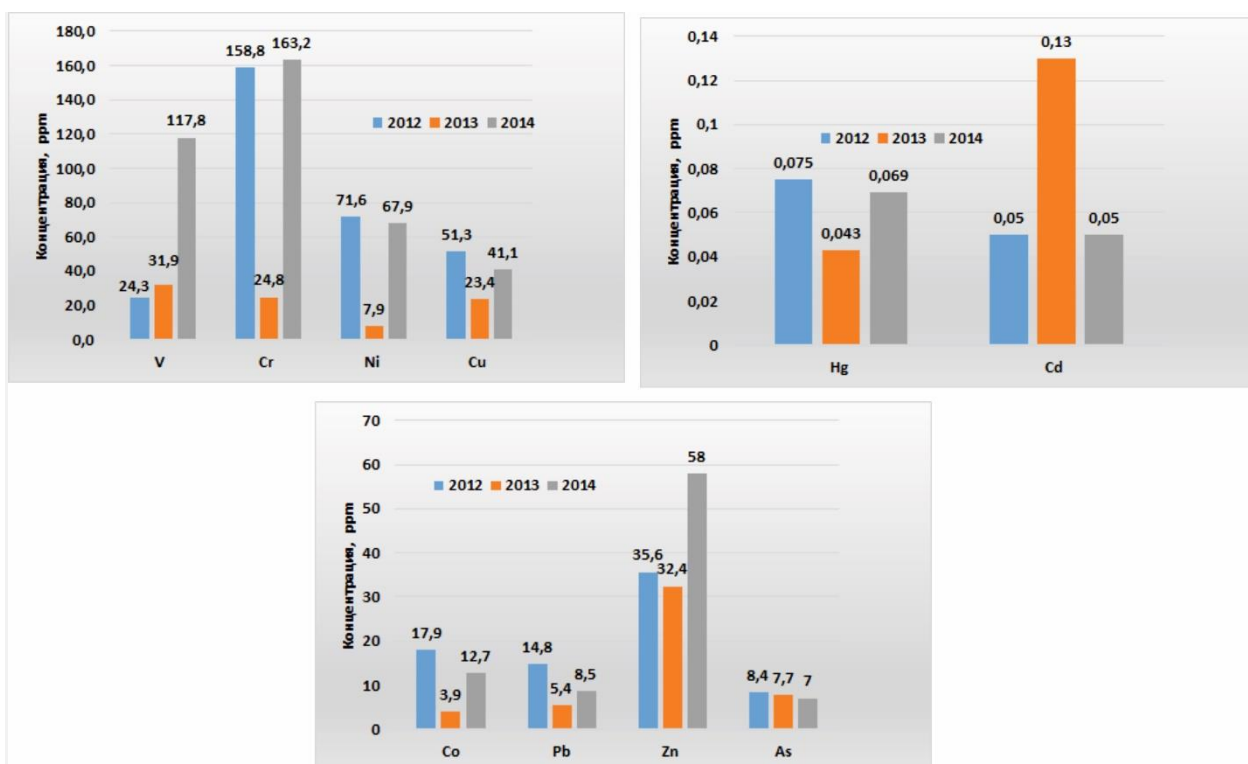 180,0
160,0
140,0
120,0
100,0
80,0
60,0
40,0
20,0
0,0
Концентрация, ppm
2012 2013 2014
24,3 31,9 117,8
158,8 24,8 163,2
71,6 7,9 67,9
51,3 23,4 41,1
V Cr Ni Cu
0,14
0,12
0,1
0,08
0,06
0,04
0,02
0
Концентрация, ppm
2012 2013 2014
0,075 0,043 0,069
0,05 0,13 0,05
Hg Cd
70
60
50
40
30
20
10
0
Концентрация, ppm
2012 2013 2014
17,9 3,9 12,7
14,8 5,4 8,5
35,6 32,4 58
8,4 7,7 7
Co Pb Zn As